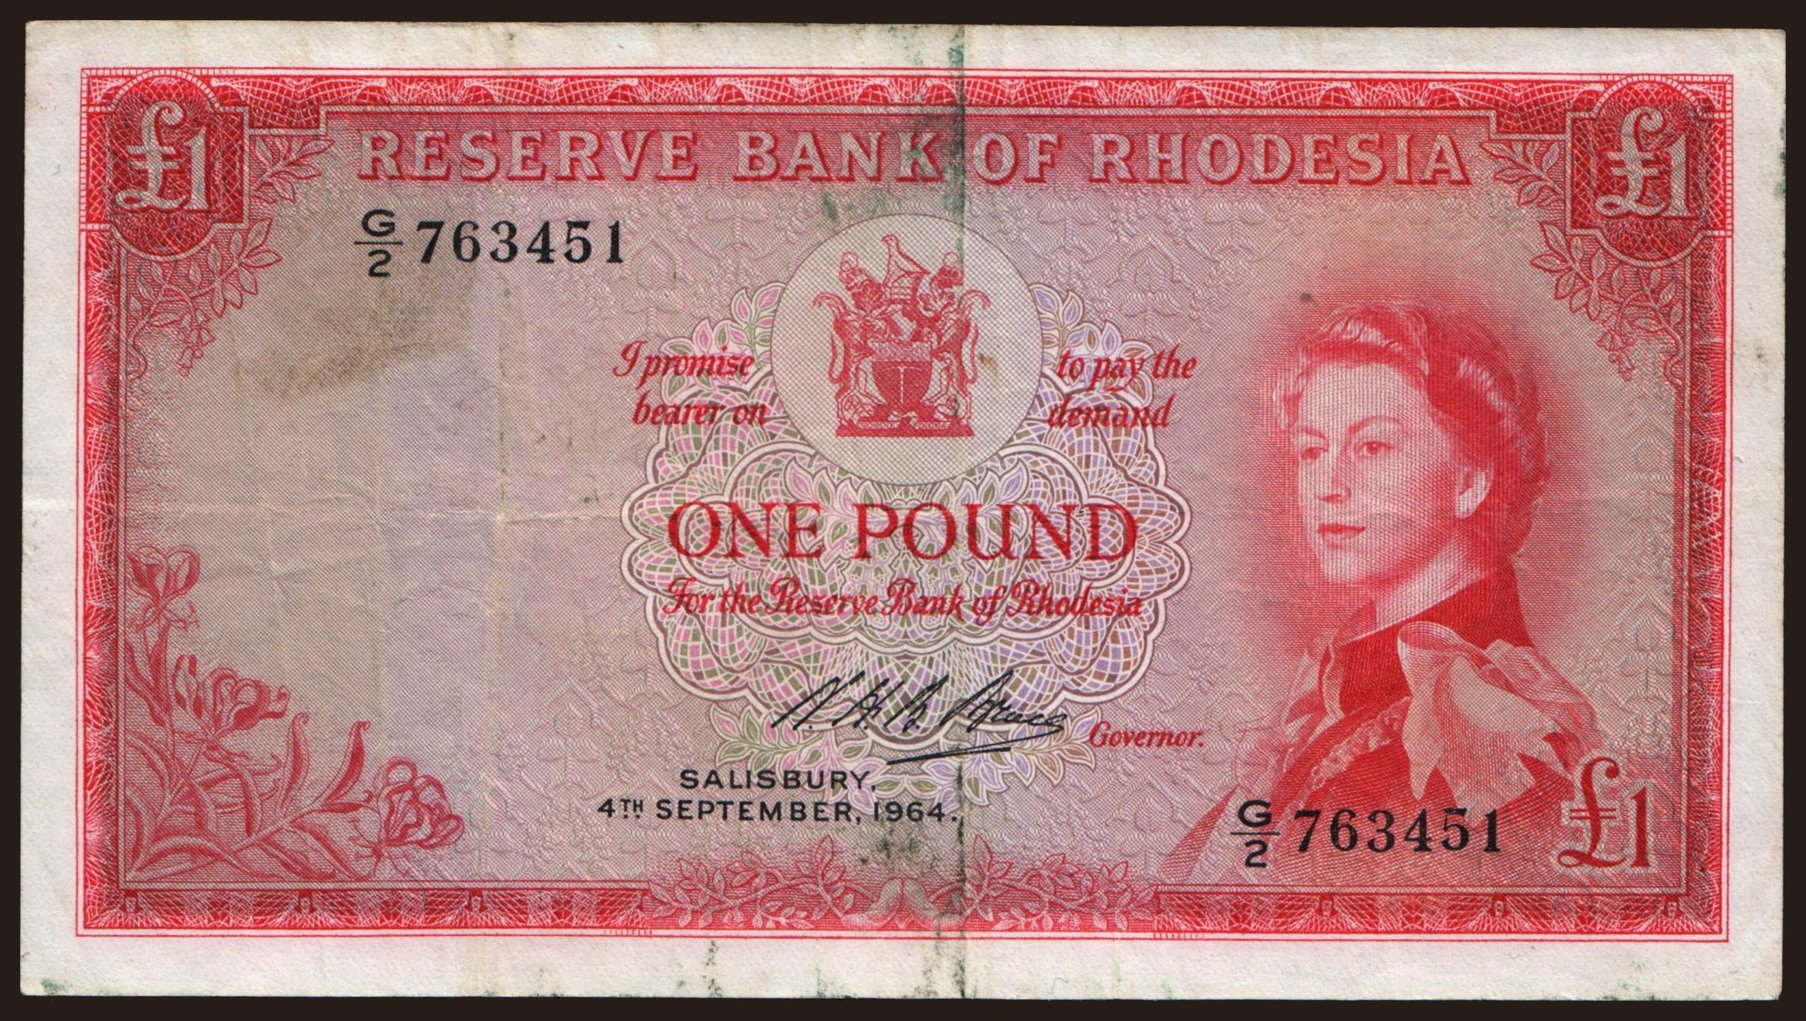 £1
RESERVE BANK OF RHODESIA
£1
G/2 763451
I promise to pay the
bearer on demand
ONE POUND
For the Reserve Bank of Rhodesia
N. H. B. Bruce
Governor.
SALISBURY,
4TH SEPTEMBER, 1964.
G/2 763451
£1